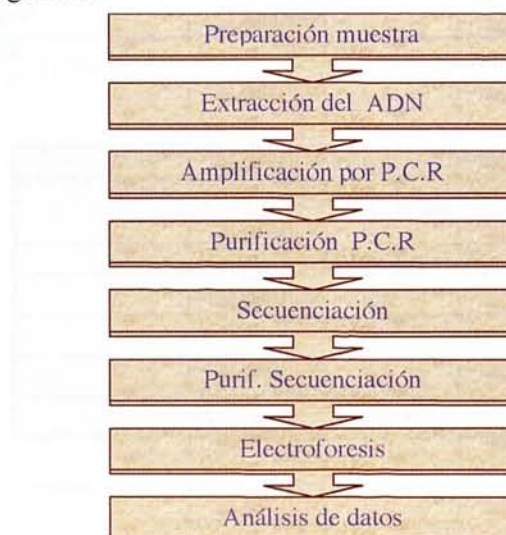 Preparación muestra
Extracción del ADN
Amplificación por P.C.R
Purificación P.C.R
Secuenciación
Purif. Secuenciación
Electroforesis
Análisis de datos